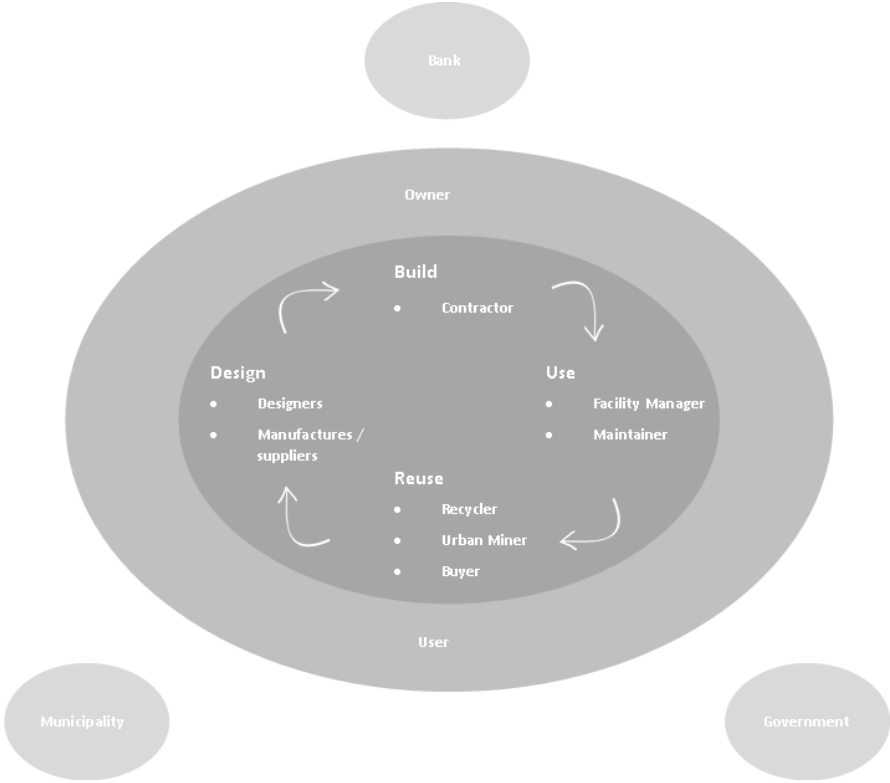 Bank
Owner
Build
• Contractor
Design
• Designers
• Manufactures /
suppliers
Use
• Facility Manager
• Maintainer
Reuse
• Recycler
• Urban Miner
• Buyer
User
Municipality
Government